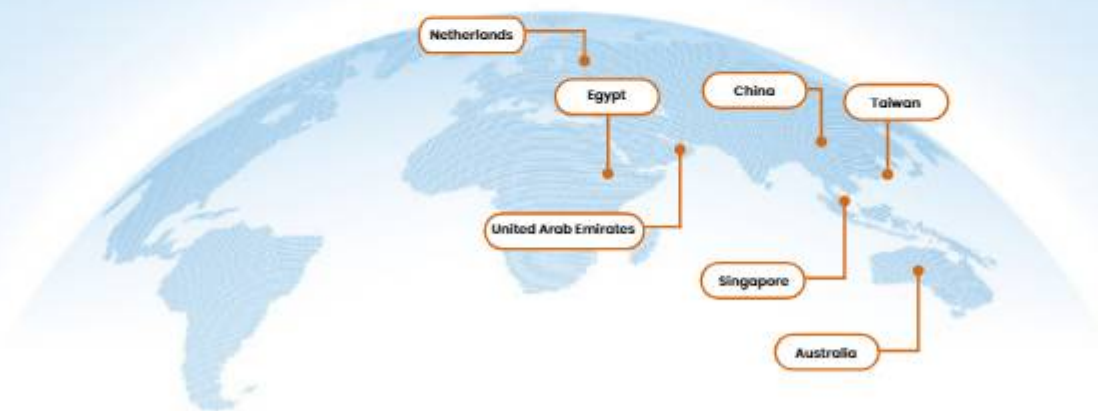 Netherlands
Egypt
China
Taiwan
United Arab Emirates
Singapore
Australia